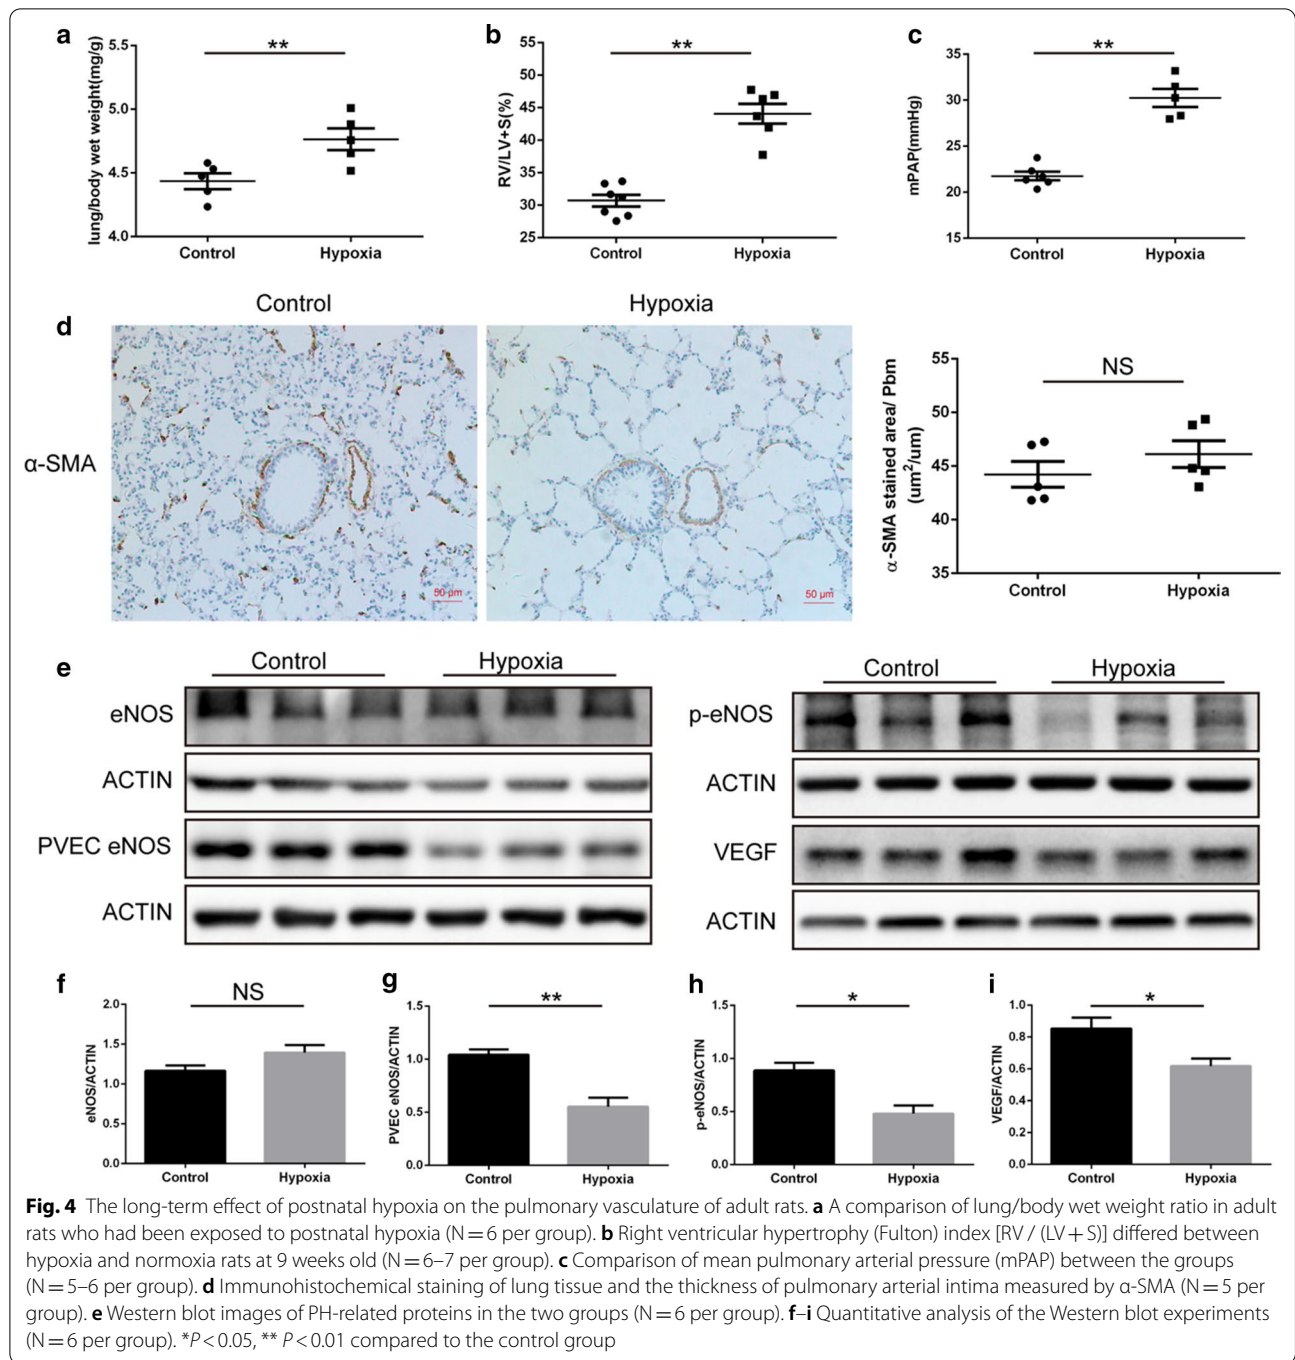 a
lung/body wet weight(mg/g)
5.5
5.0
4.5
4.0
**
Control
Hypoxia
b
RV/LV+S(%)
55
50
45
40
35
30
25
**
Control
Hypoxia
c
mPAP(mmHg)
35
30
25
20
15
**
Control
Hypoxia
d
Control
Hypoxia
α-SMA
50 μm
50 μm
α-SMA stained area/ Pbm
(um²/um)
55
50
45
40
35
NS
Control
Hypoxia
e
Control
Hypoxia
eNOS
ACTIN
PVEC eNOS
ACTIN
Control
Hypoxia
p-eNOS
ACTIN
VEGF
ACTIN
f
eNOS/ACTIN
2.0
1.5
1.0
0.5
0.0
NS
Control
Hypoxia
g
PVEC eNOS/ACTIN
1.5
1.0
0.5
0.0
**
Control
Hypoxia
h
p-eNOS/ACTIN
1.5
1.0
0.5
0.0
*
Control
Hypoxia
i
VEGF/ACTIN
1.0
0.8
0.6
0.4
0.2
0.0
*
Control
Hypoxia
Fig. 4 The long-term effect of postnatal hypoxia on the pulmonary vasculature of adult rats. a A comparison of lung/body wet weight ratio in adult
rats who had been exposed to postnatal hypoxia (N = 6 per group). b Right ventricular hypertrophy (Fulton) index [RV / (LV + S)] differed between
hypoxia and normoxia rats at 9 weeks old (N = 6–7 per group). c Comparison of mean pulmonary arterial pressure (mPAP) between the groups
(N = 5–6 per group). d Immunohistochemical staining of lung tissue and the thickness of pulmonary arterial intima measured by α-SMA (N = 5 per
group). e Western blot images of PH-related proteins in the two groups (N = 6 per group). f–i Quantitative analysis of the Western blot experiments
(N = 6 per group). *P < 0.05, ** P < 0.01 compared to the control group